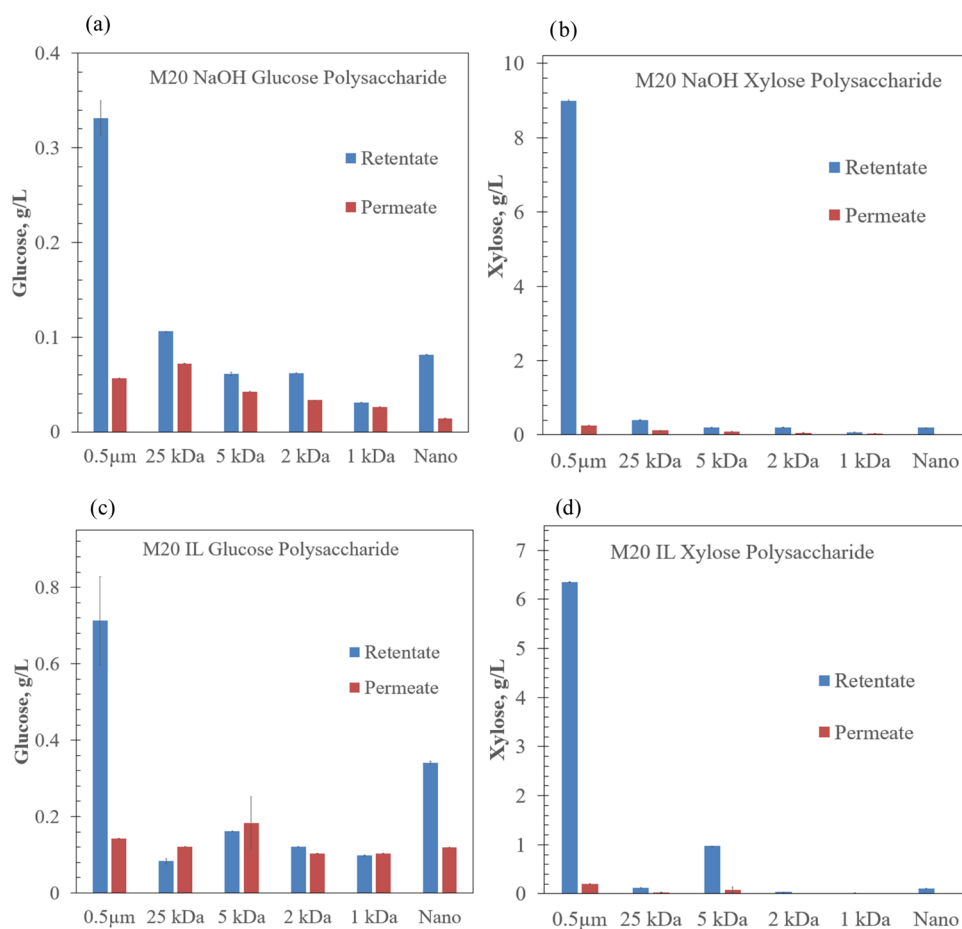 (a)
M20 NaOH Glucose Polysaccharide
Glucose, g/L
0.4
0.3
0.2
0.1
0
Retentate
Permeate
0.5µm 25 kDa 5 kDa 2 kDa 1 kDa Nano
(b)
M20 NaOH Xylose Polysaccharide
Xylose, g/L
10
8
6
4
2
0
Retentate
Permeate
0.5µm 25 kDa 5 kDa 2 kDa 1 kDa Nano
(c)
M20 IL Glucose Polysaccharide
Glucose, g/L
0.8
0.6
0.4
0.2
0
Retentate
Permeate
0.5µm 25 kDa 5 kDa 2 kDa 1 kDa Nano
(d)
M20 IL Xylose Polysaccharide
Xylose, g/L
7
6
5
4
3
2
1
0
Retentate
Permeate
0.5µm 25 kDa 5 kDa 2 kDa 1 kDa Nano